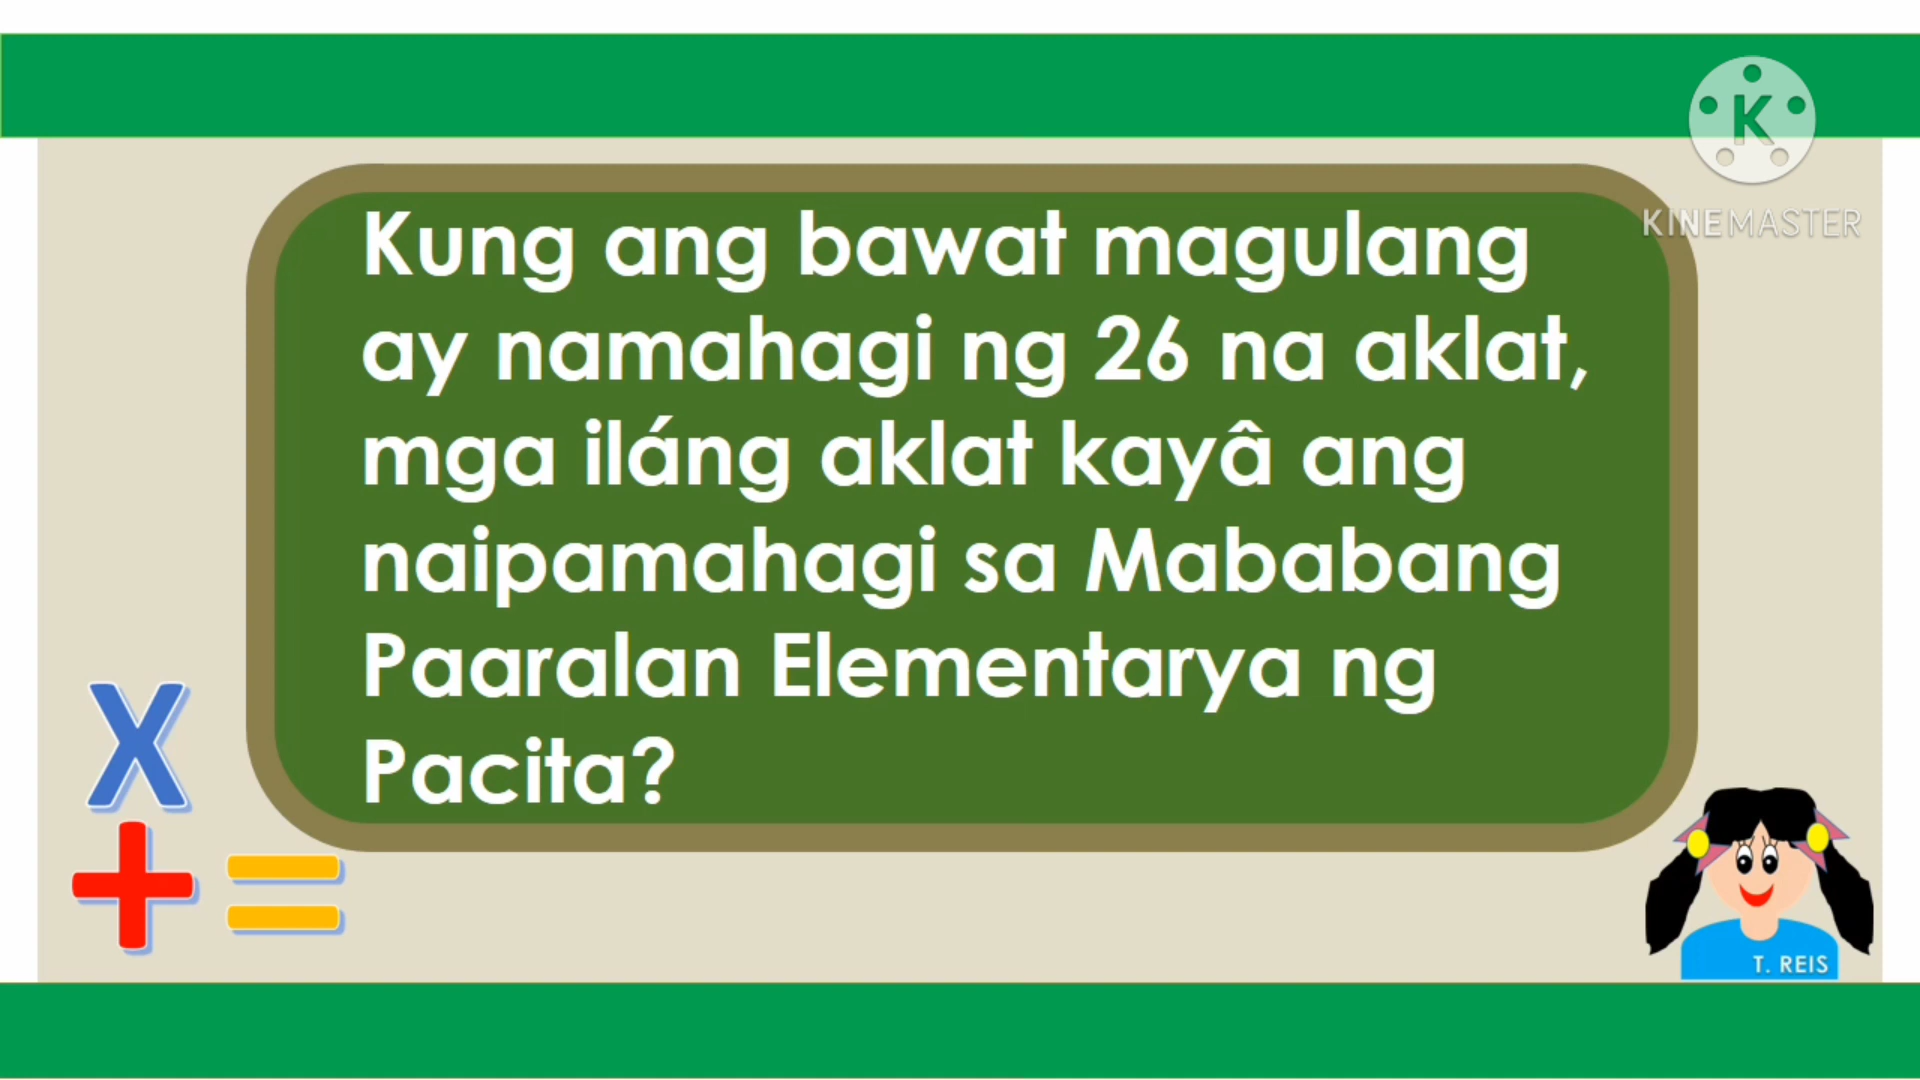 K
KINEMASTER
Kung ang bawat magulang
ay namahagi ng 26 na aklat,
mga iláng aklat kayâ ang
naipamahagi sa Mababang
Paaralan Elementarya ng
Pacita?
X
+ =
T. REIS